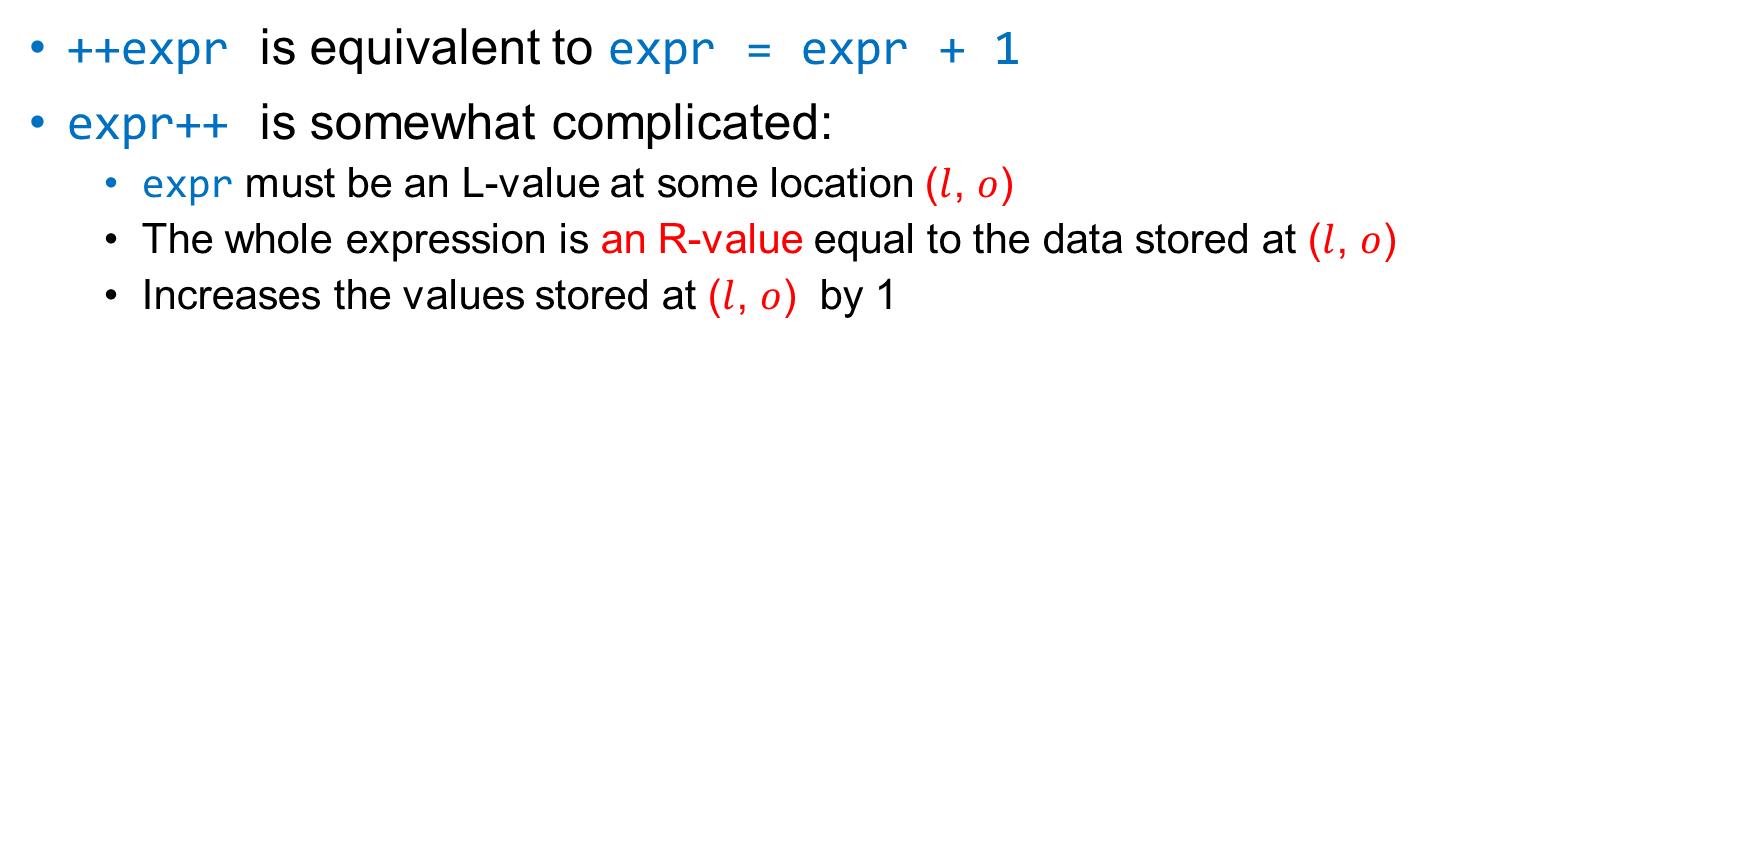 • ++expr is equivalent to expr = expr + 1
• expr++ is somewhat complicated:
• expr must be an L-value at some location (l, o)
• The whole expression is an R-value equal to the data stored at (l, o)
• Increases the values stored at (l, o) by 1